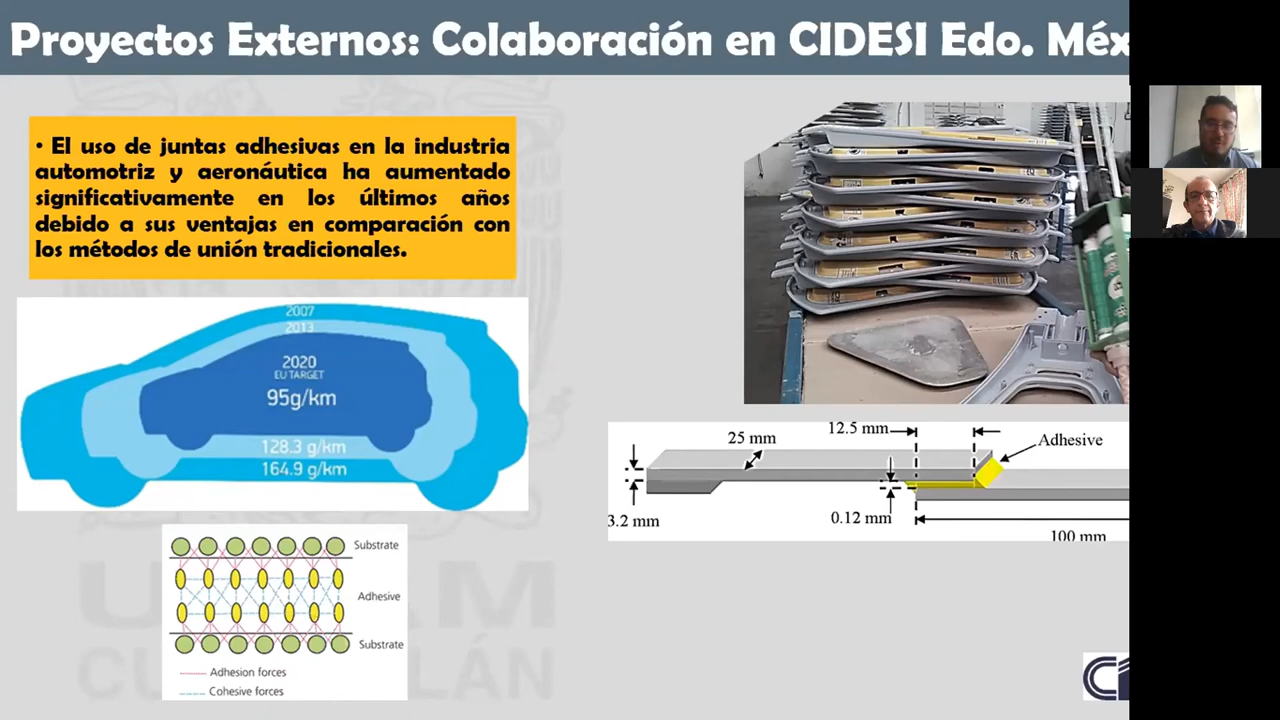 Proyectos Externos: Colaboración en CIDESI Edo. Méx
• El uso de juntas adhesivas en la industria
automotriz y aeronáutica ha aumentado
significativamente en los últimos años
debido a sus ventajas en comparación con
los métodos de unión tradicionales.
2007
2013
2020
EU TARGET
95g/km
128.3 g/km
164.9 g/km
12.5 mm
25 mm
Adhesive
3.2 mm
0.12 mm
100 mm
Substrate
Adhesive
Substrate
Adhesion forces
Cohesive forces